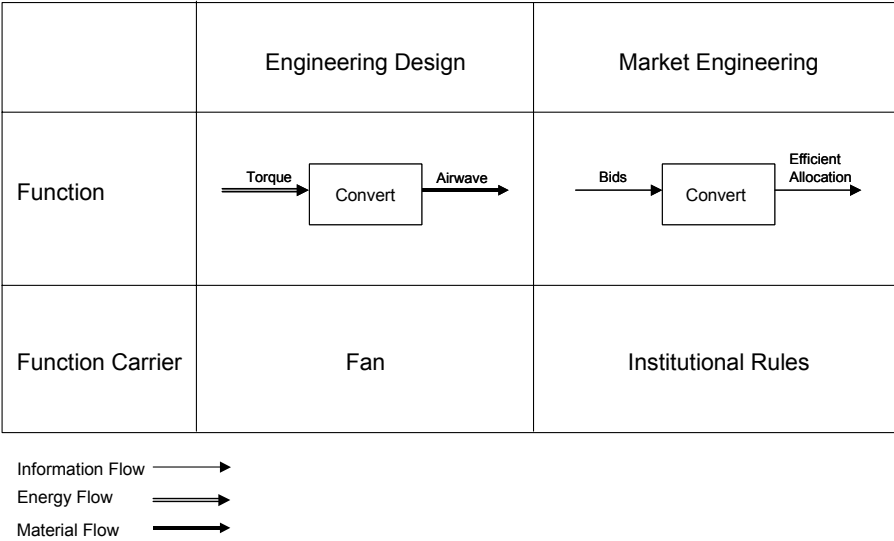 Engineering Design
Market Engineering
Function
Torque
Convert
Airwave
Bids
Convert
Efficient
Allocation
Function Carrier
Fan
Institutional Rules
Information Flow
Energy Flow
Material Flow